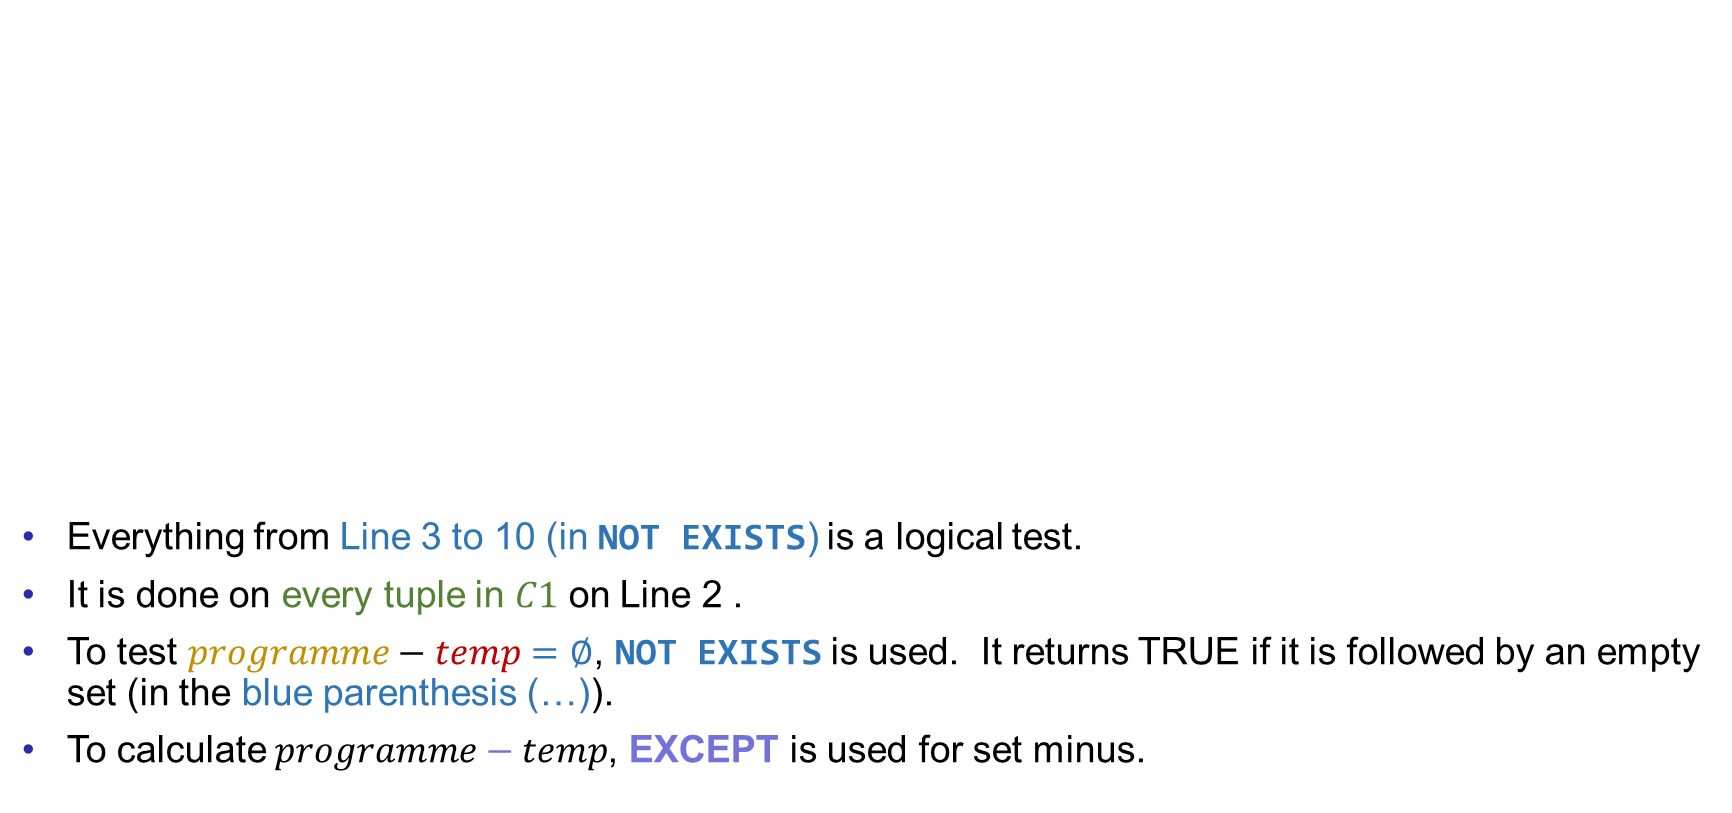 • Everything from Line 3 to 10 (in NOT EXISTS) is a logical test.
• It is done on every tuple in C1 on Line 2 .
• To test programme − temp = ∅, NOT EXISTS is used.  It returns TRUE if it is followed by an empty
set (in the blue parenthesis (…)).
• To calculate programme − temp, EXCEPT is used for set minus.